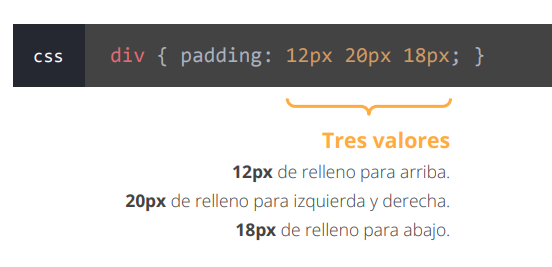 css div { padding: 12px 20px 18px; }
Tres valores
12px de relleno para arriba.
20px de relleno para izquierda y derecha.
18px de relleno para abajo.